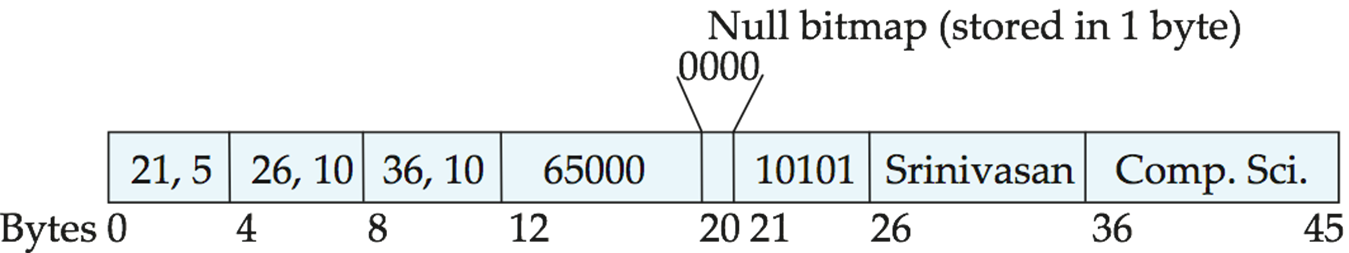 Null bitmap (stored in 1 byte)
0000
21, 5 26, 10 36, 10 65000 10101 Srinivasan Comp. Sci.
Bytes 0 4 8 12 20 21 26 36 45